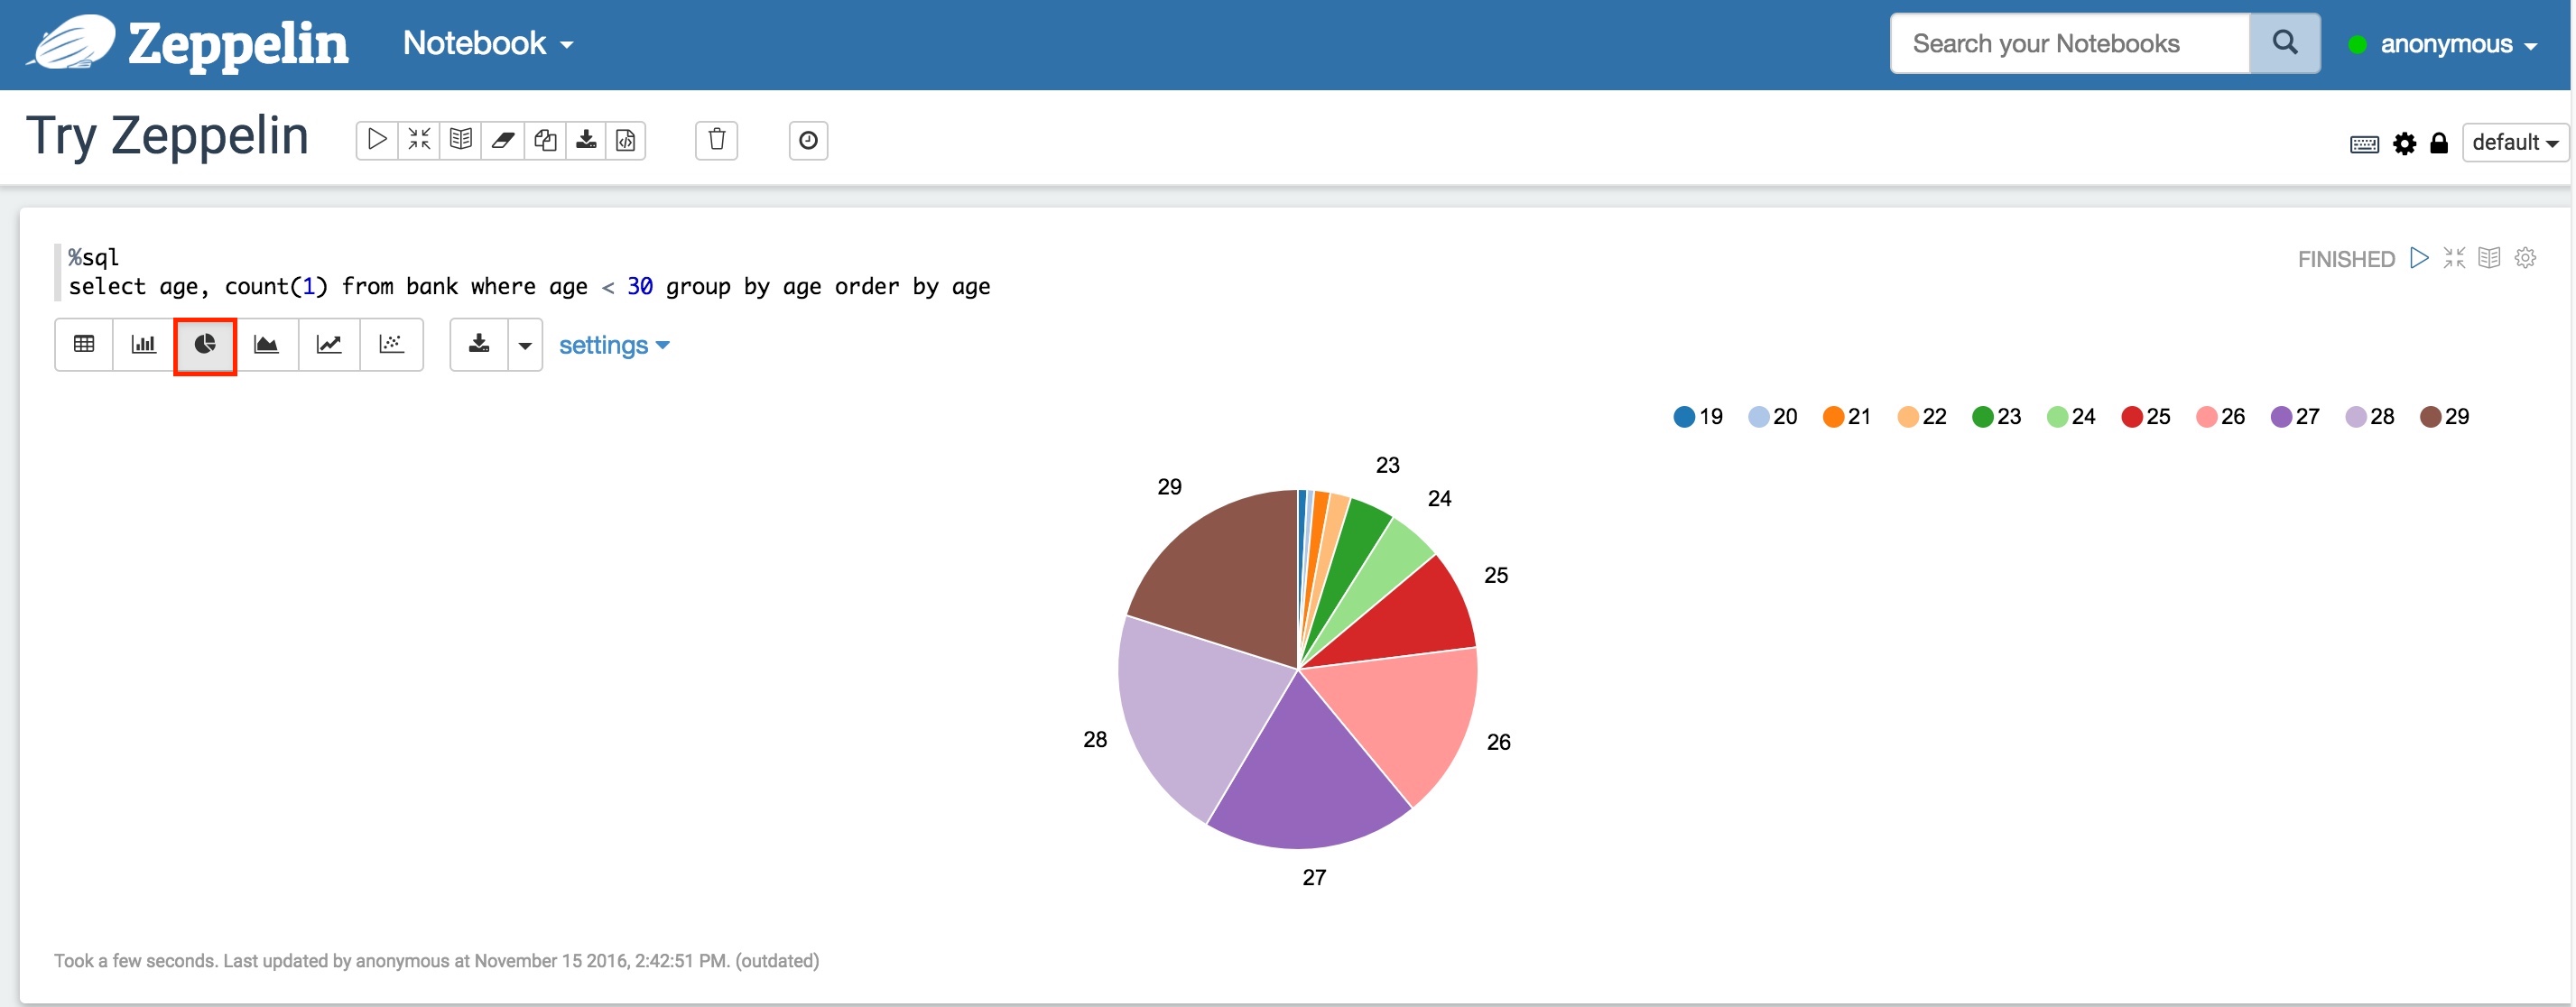 Zeppelin Notebook Search your Notebooks anonymous
Try Zeppelin default
%sql
select age, count(1) from bank where age < 30 group by age order by age
FINISHED
settings
19 20 21 22 23 24 25 26 27 28 29
23
29
24
25
28
26
27
Took a few seconds. Last updated by anonymous at November 15 2016, 2:42:51 PM. (outdated)